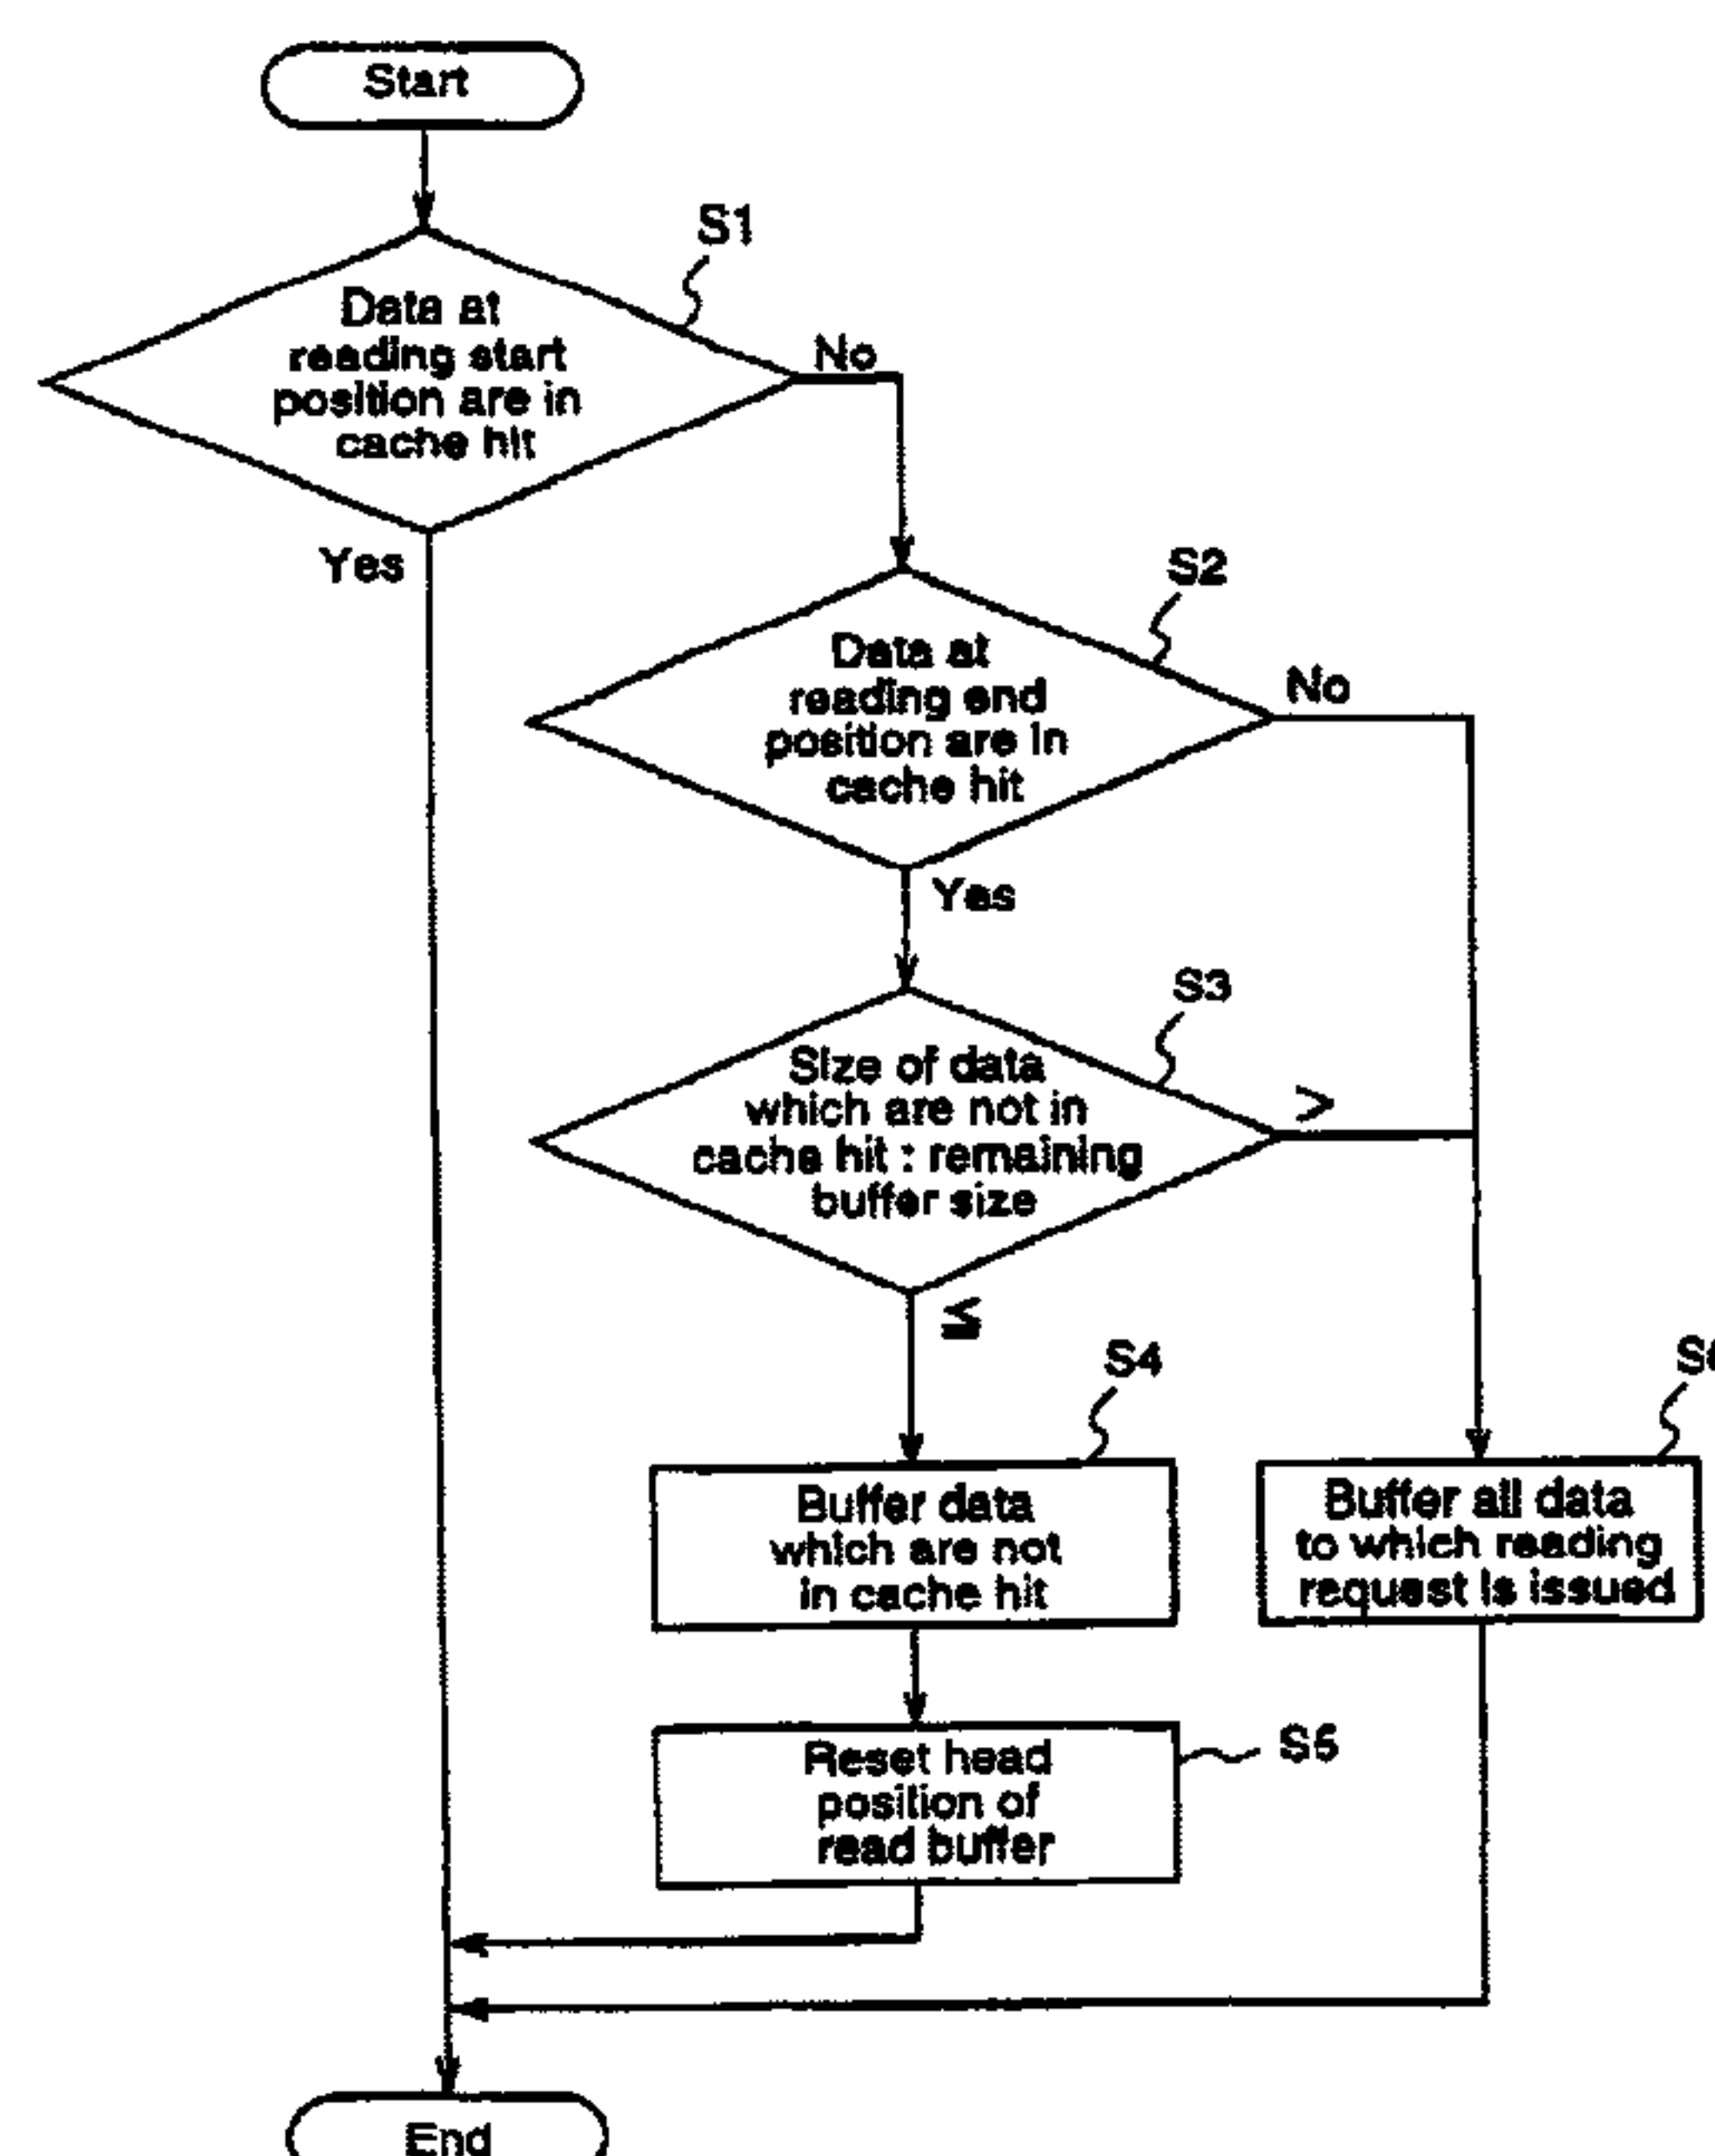 Start
S1
Data at
reading start
position are in
cache hit
No
Yes
S2
Data at
reading end
position are in
cache hit
No
Yes
S3
Size of data
which are not in
cache hit : remaining
buffer size
>
≦
S4
Buffer data
which are not
in cache hit
Buffer all data
to which reading
request is issued
Reset head
position of
read buffer
S5
End